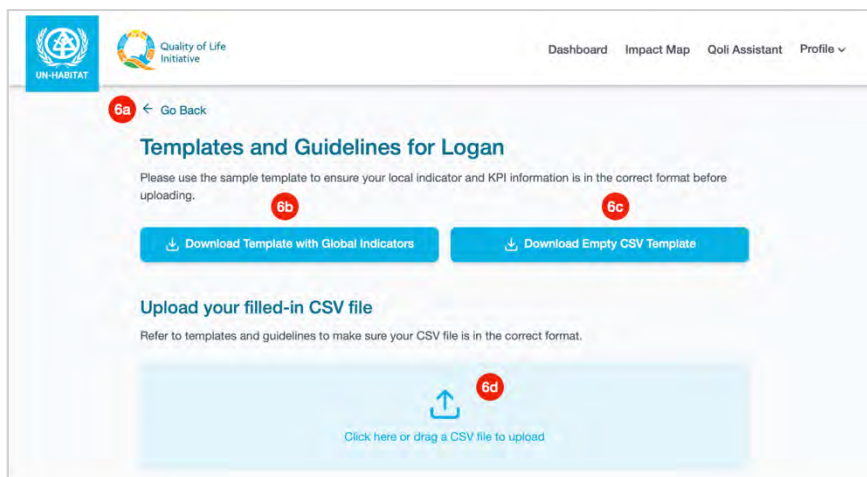 UN-HABITAT
Quality of Life
Initiative
Dashboard Impact Map Qoli Assistant Profile
6a Go Back
Templates and Guidelines for Logan
Please use the sample template to ensure your local indicator and KPI information is in the correct format before
uploading.
6b 6c
Download Template with Global Indicators Download Empty CSV Template
Upload your filled-in CSV file
Refer to templates and guidelines to make sure your CSV file is in the correct format.
6d
Click here or drag a CSV file to upload